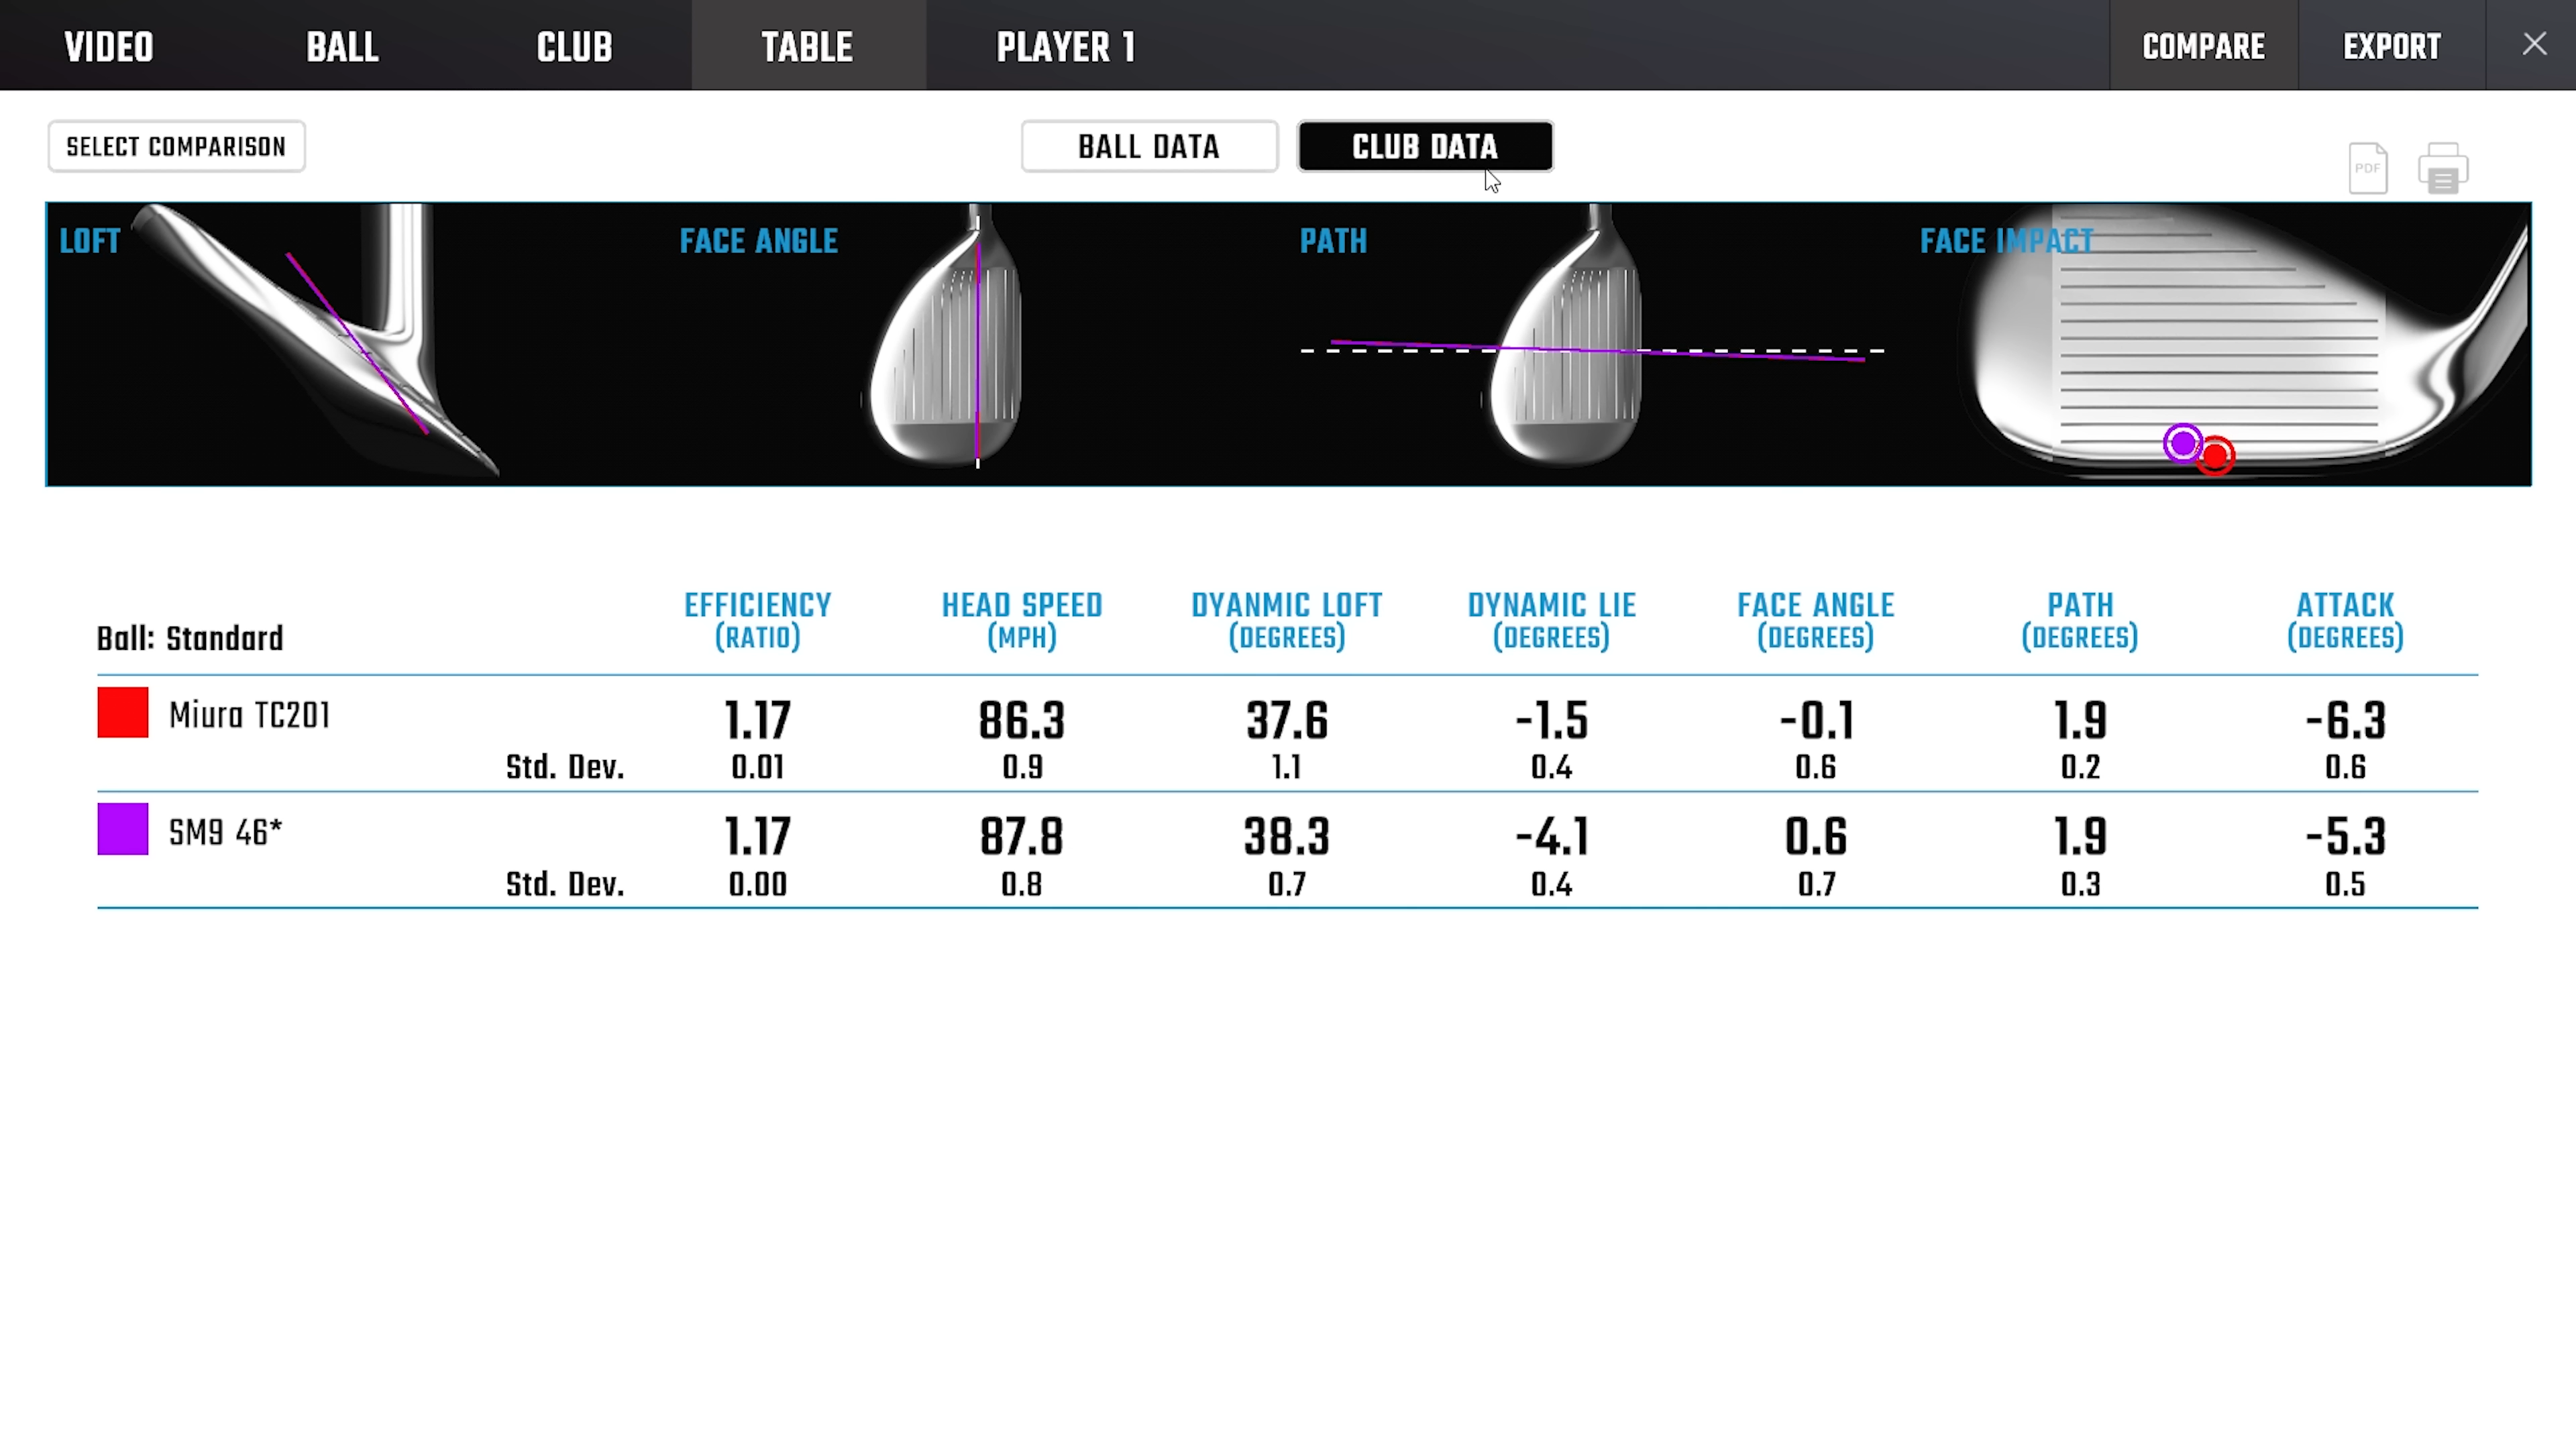 VIDEO BALL CLUB TABLE PLAYER 1 COMPARE EXPORT
SELECT COMPARISON BALL DATA CLUB DATA
PDF
LOFT FACE ANGLE PATH FACE IMPACT
EFFICIENCY HEAD SPEED DYANMIC LOFT DYNAMIC LIE FACE ANGLE PATH ATTACK
Ball: Standard (RATIO) (MPH) (DEGREES) (DEGREES) (DEGREES) (DEGREES) (DEGREES)
Miura TC201 1.17 86.3 37.6 -1.5 -0.1 1.9 -6.3
Std. Dev. 0.01 0.9 1.1 0.4 0.6 0.2 0.6
SM9 46* 1.17 87.8 38.3 -4.1 0.6 1.9 -5.3
Std. Dev. 0.00 0.8 0.7 0.4 0.7 0.3 0.5